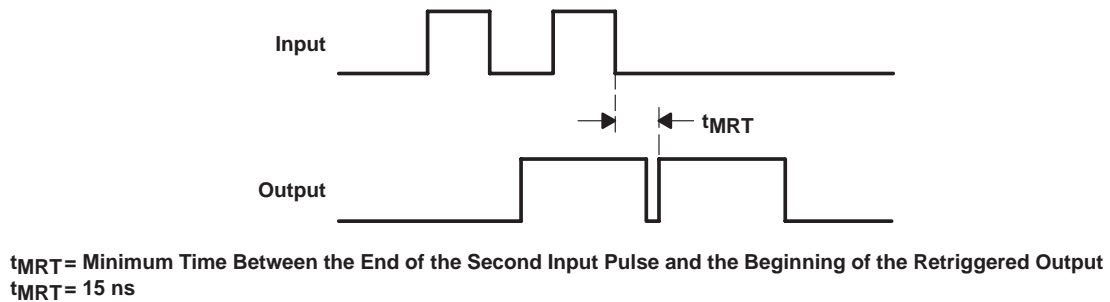 Input
tMRT
Output
tMRT = Minimum Time Between the End of the Second Input Pulse and the Beginning of the Retriggered Output
tMRT = 15 ns